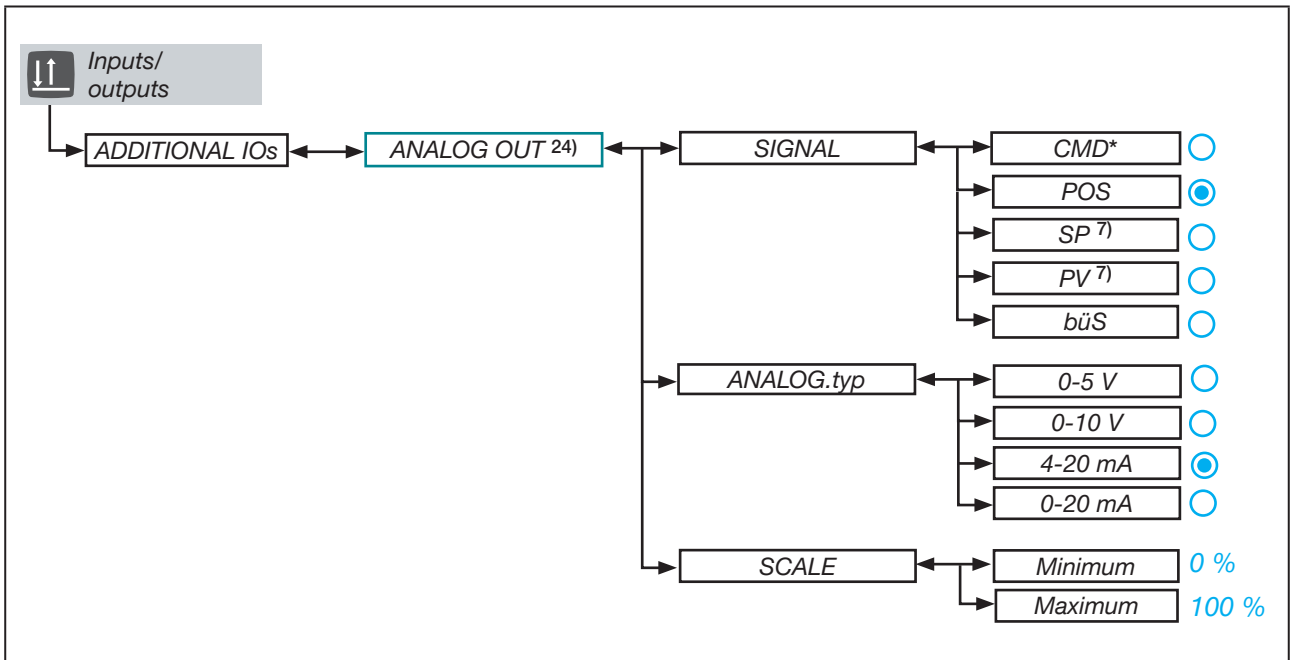 Inputs/
outputs
ADDITIONAL IOs
ANALOG OUT 24)
SIGNAL
CMD*
POS
SP 7)
PV 7)
büS
ANALOG.typ
0-5 V
0-10 V
4-20 mA
0-20 mA
SCALE
Minimum 0 %
Maximum 100 %